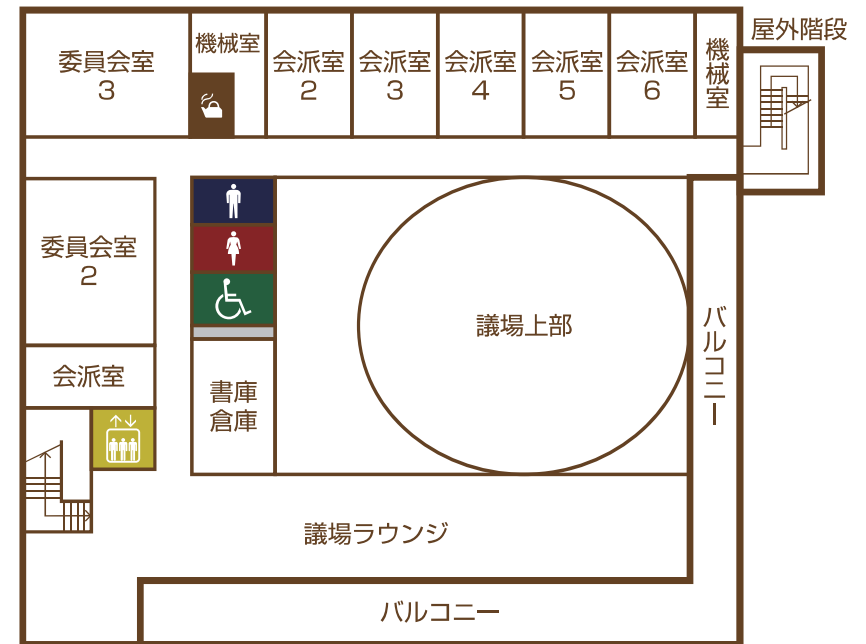 屋外階段
委員会室
3
機械室
会派室
2
会派室
3
会派室
4
会派室
5
会派室
6
機械室
委員会室
2
会派室
書庫
倉庫
議場上部
バルコニー
議場ラウンジ
バルコニー